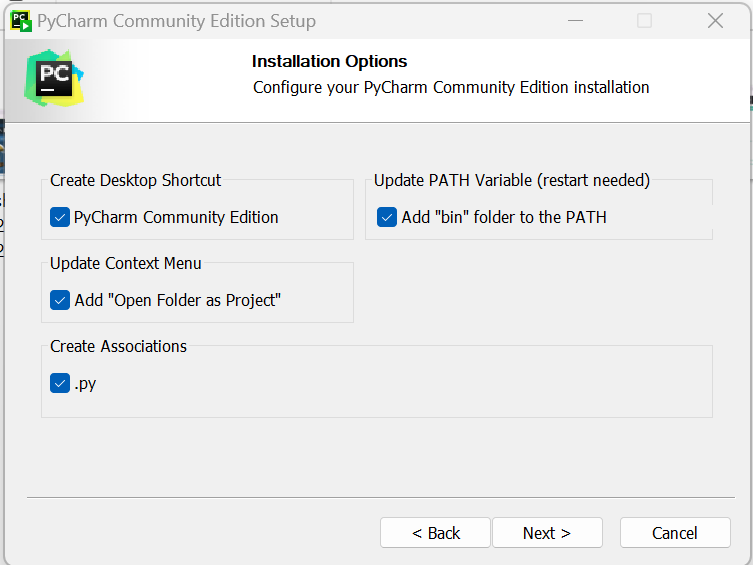 PyCharm Community Edition Setup
PC
Installation Options
Configure your PyCharm Community Edition installation
Create Desktop Shortcut
PyCharm Community Edition
Update PATH Variable (restart needed)
Add "bin" folder to the PATH
Update Context Menu
Add "Open Folder as Project"
Create Associations
.py
< Back
Next >
Cancel